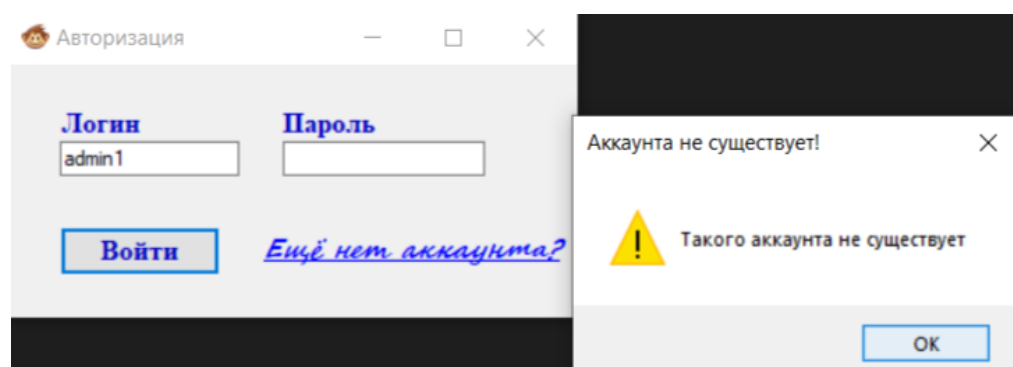 Авторизация
Логин
Пароль
admin1
Войти
Ещё нет аккаунта?
Аккаунта не существует!
Такого аккаунта не существует
OK